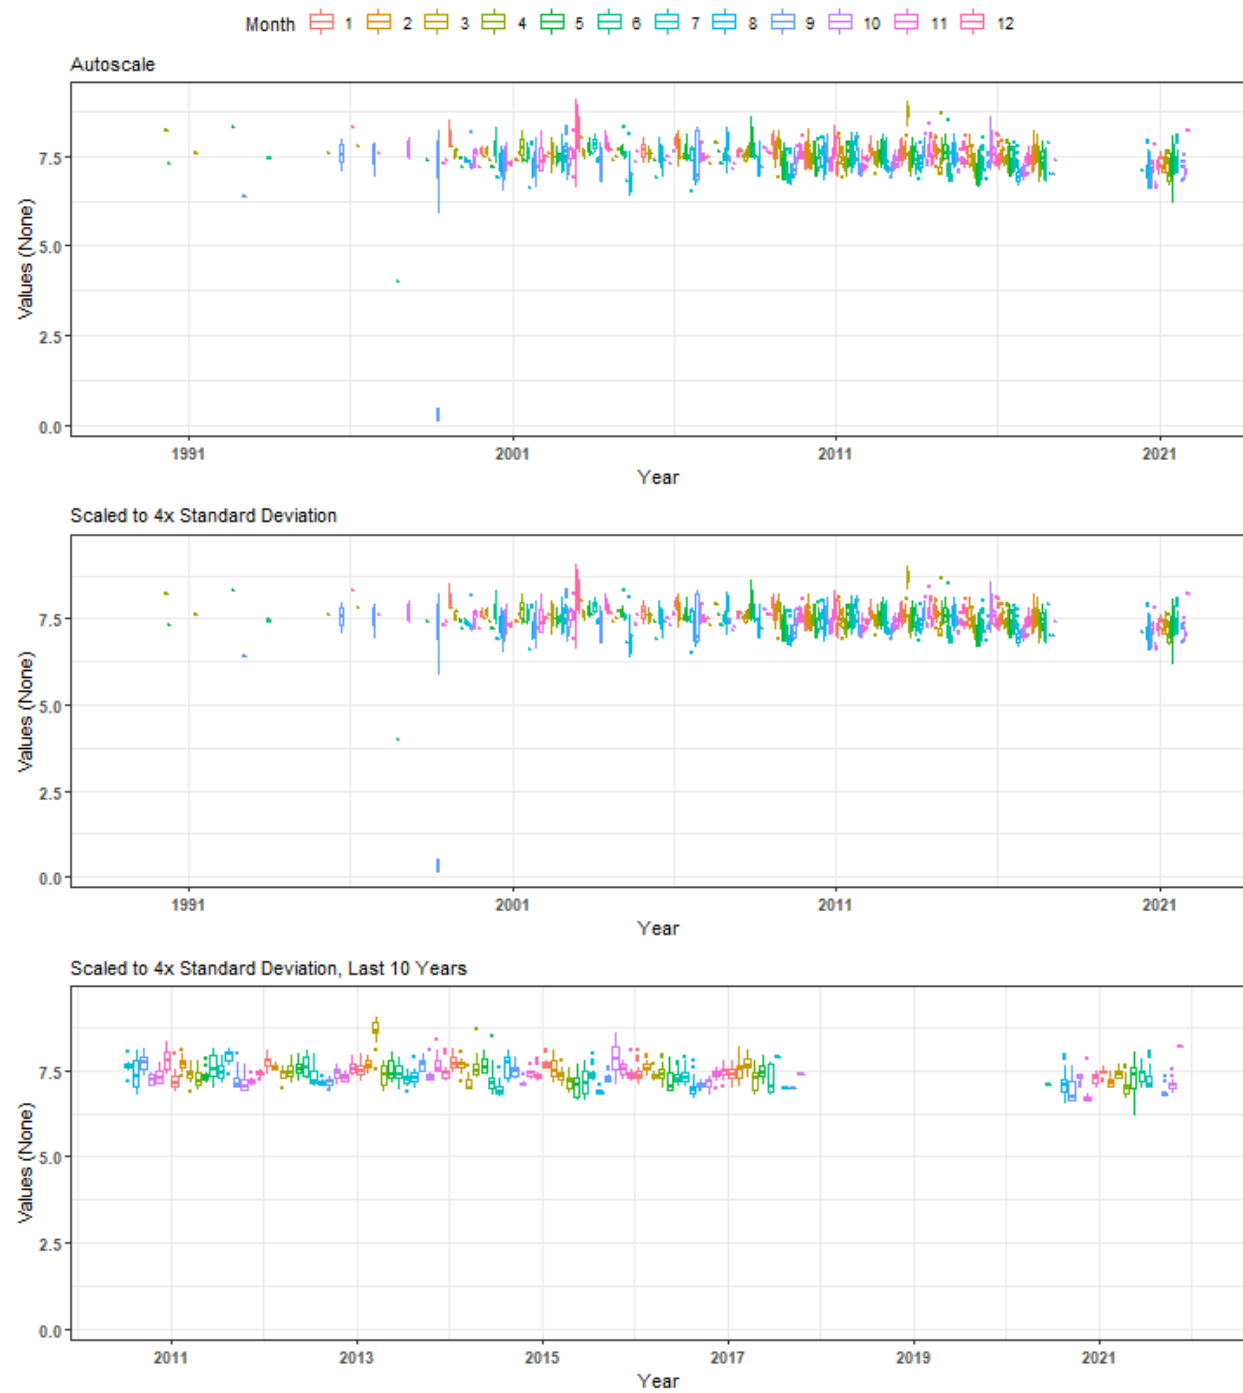 Month 1 2 3 4 5 6 7 8 9 10 11 12
Autoscale
Values (None)
7.5
5.0
2.5
0.0
1991 2001 2011 2021
Year
Scaled to 4x Standard Deviation
Values (None)
7.5
5.0
2.5
0.0
1991 2001 2011 2021
Year
Scaled to 4x Standard Deviation, Last 10 Years
Values (None)
7.5
5.0
2.5
0.0
2011 2013 2015 2017 2019 2021
Year